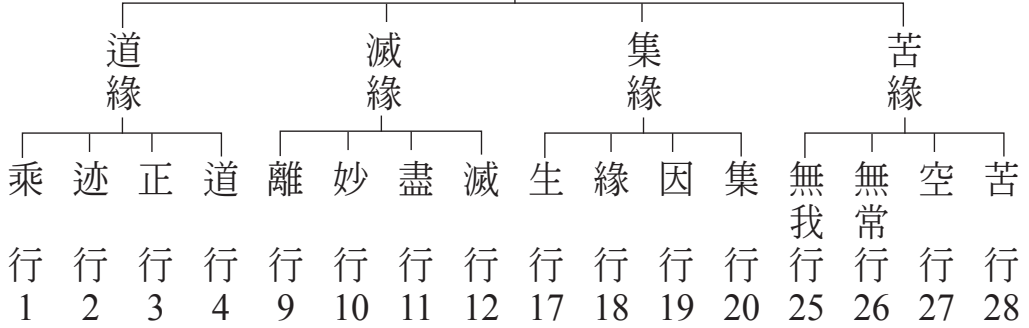 道緣 滅緣 集緣 苦緣
乘 迹 正 道 離 妙 盡 滅 生 緣 因 集 無我 無常 空 苦
行 行 行 行 行 行 行 行 行 行 行 行 行 行 行 行
1 2 3 4 9 10 11 12 17 18 19 20 25 26 27 28